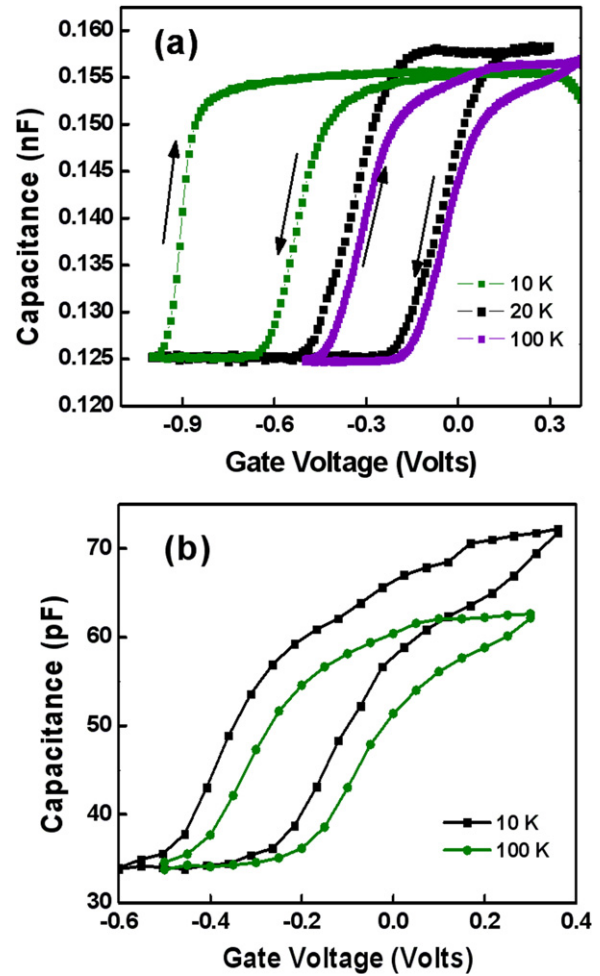 (a)
0.160
0.155
0.150
0.145
0.140
0.135
0.130
0.125
0.120
Capacitance (nF)
10 K
20 K
100 K
-0.9 -0.6 -0.3 0.0 0.3
Gate Voltage (Volts)
(b)
70
60
50
40
30
Capacitance (pF)
10 K
100 K
-0.6 -0.4 -0.2 0.0 0.2 0.4
Gate Voltage (Volts)